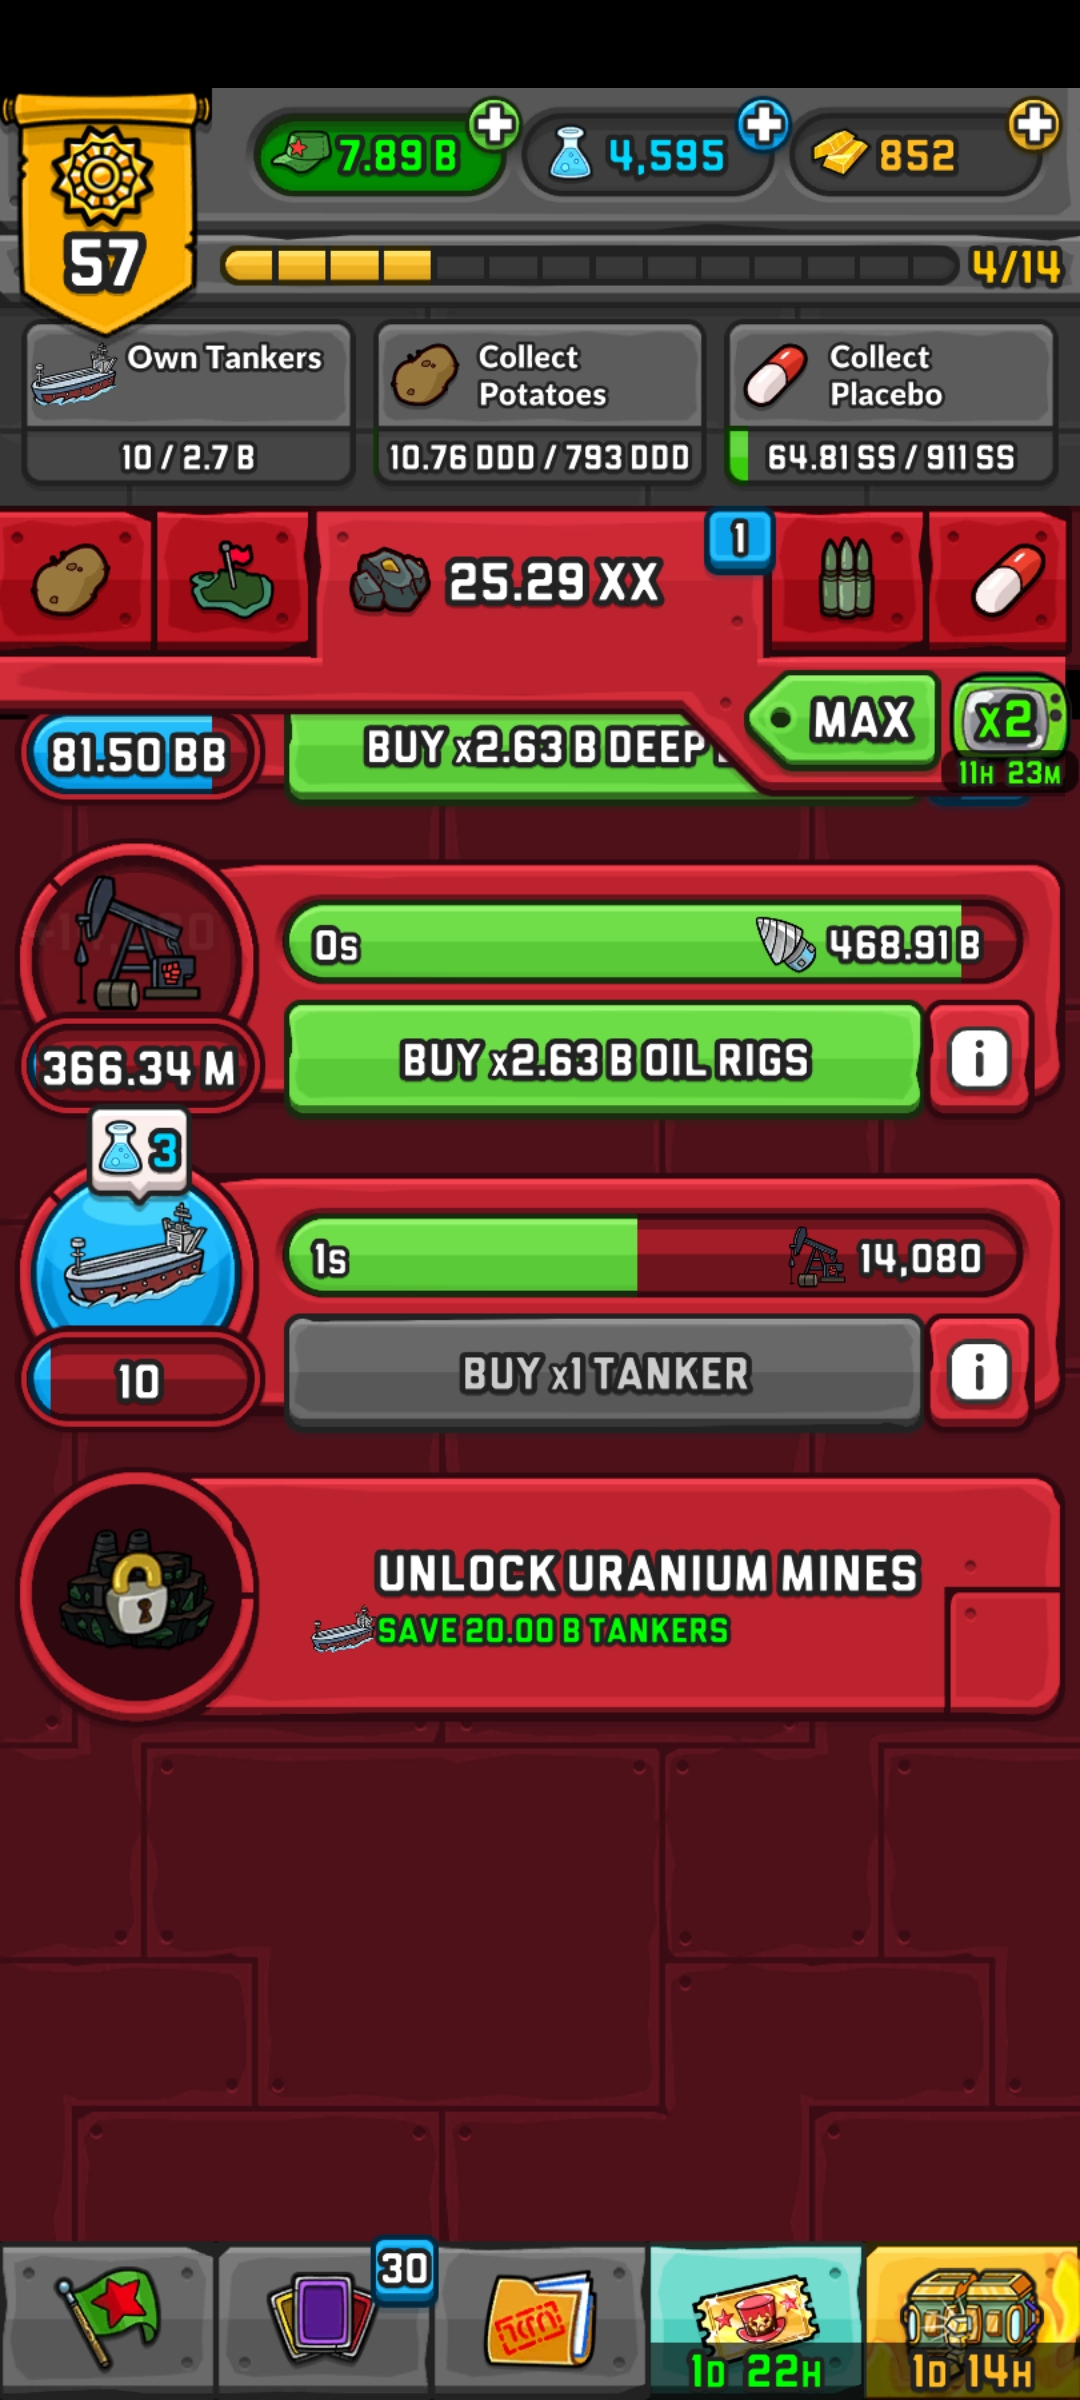 7.89 B
4,595
852
57
4/14
Own Tankers
10 / 2.7 B
Collect
Potatoes
10.76 DDD / 793 DDD
Collect
Placebo
64.81 SS / 911 SS
25.29 XX
1
MAX
x2
11H 23M
81.50 BB
BUY x2.63 B DEEP
0s
468.91 B
366.34 M
BUY x2.63 B OIL RIGS
i
3
1s
14,080
10
BUY x1 TANKER
i
UNLOCK URANIUM MINES
SAVE 20.00 B TANKERS
30
1D 22H
1D 14H